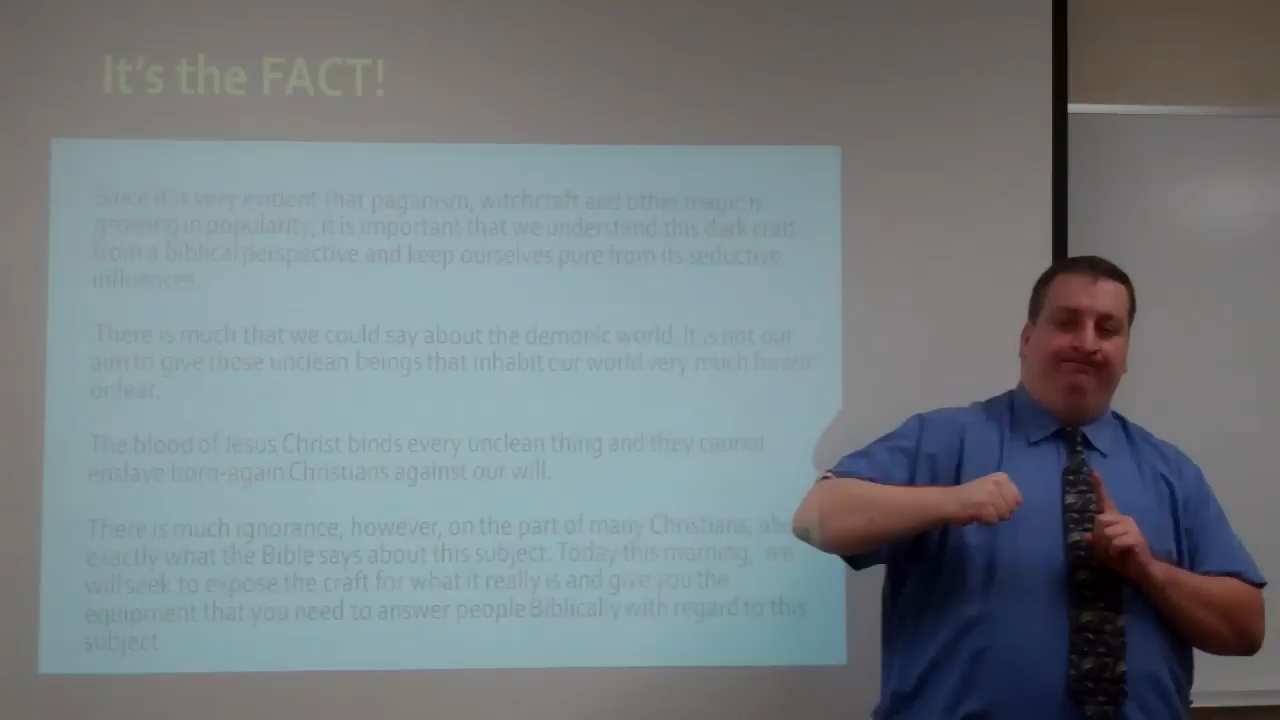 It's the FACT!
Since it is very evident that paganism, witchcraft and other magic is
growing in popularity, it is important that we understand this dark craft
from a biblical perspective and keep ourselves pure from its seductive
influences.
There is much that we could say about the demonic world. It is not our
aim to give these unclean beings that inhabit our world very much honor
or fear.
The blood of Jesus Christ binds every unclean thing and they cannot
enslave born-again Christians against our will.
There is much ignorance, however, on the part of many Christians,
exactly what the Bible says about this subject. Today this morning, we
will seek to expose the craft for what it really is and give you the
equipment that you need to answer people Biblically with regard to this
subject.